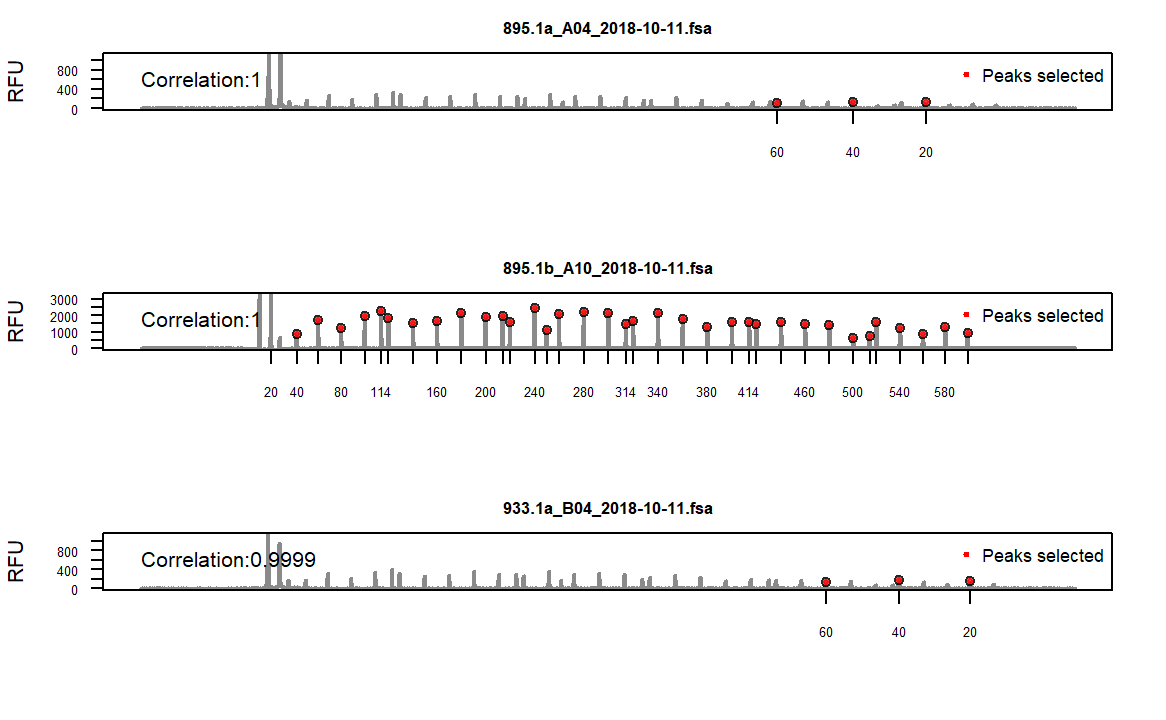 895.1a_A04_2018-10-11.fsa
RFU
800
400
0
Correlation:1
Peaks selected
60 40 20
895.1b_A10_2018-10-11.fsa
RFU
3000
2000
1000
0
Correlation:1
Peaks selected
20 40 80 114 160 200 240 280 314 340 380 414 460 500 540 580
933.1a_B04_2018-10-11.fsa
RFU
800
400
0
Correlation:0.9999
Peaks selected
60 40 20